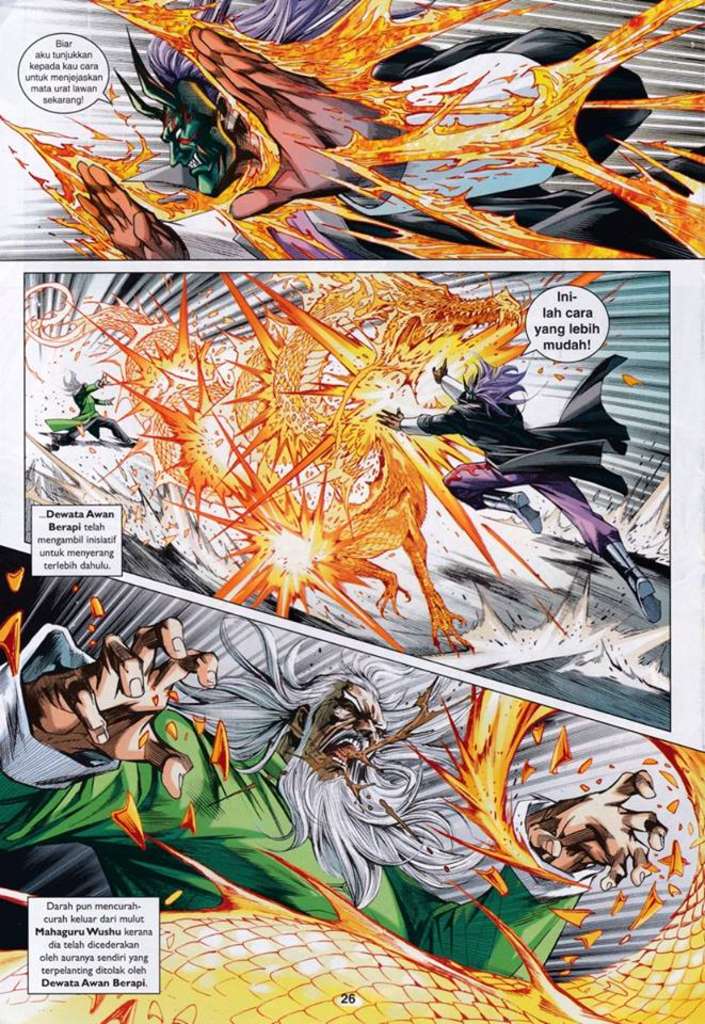 Biar
aku tunjukkan
kepada kau cara
untuk menjejaskan
mata urat lawan
sekarang!
Ini-
lah cara
yang lebih
mudah!
...Dewata Awan
Berapi telah
mengambil inisiatif
untuk menyerang
terlebih dahulu.
Darah pun mencurah-
curah keluar dari mulut
Mahaguru Wushu kerana
dia telah dicederakan
oleh auranya sendiri yang
terpelanting ditolak oleh
Dewata Awan Berapi.
26